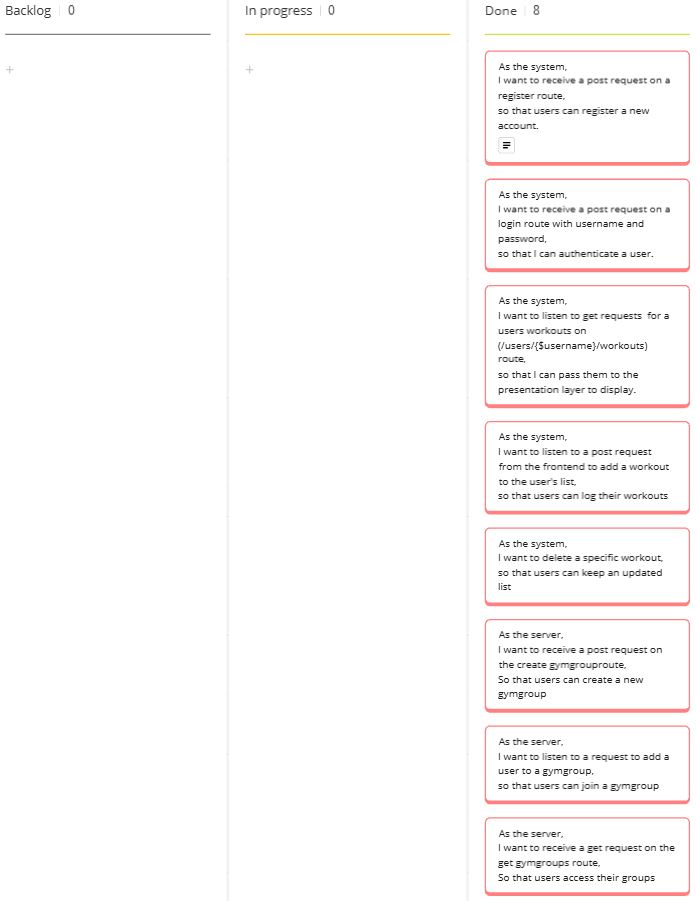 Backlog | 0
In progress | 0
Done | 8
+
+
As the system,
I want to receive a post request on a
register route,
so that users can register a new
account.
As the system,
I want to receive a post request on a
login route with username and
password,
so that I can authenticate a user.
As the system,
I want to listen to get requests  for a
users workouts on
(/users/{$username}/workouts)
route,
so that I can pass them to the
presentation layer to display.
As the system,
I want to listen to a post request
from the frontend to add a workout
to the user's list,
so that users can log their workouts
As the system,
I want to delete a specific workout,
so that users can keep an updated
list
As the server,
I want to receive a post request on
the create gymgrouproute,
So that users can create a new
gymgroup
As the server,
I want to listen to a request to add a
user to a gymgroup,
so that users can join a gymgroup
As the server,
I want to receive a get request on the
get gymgroups route,
So that users access their groups